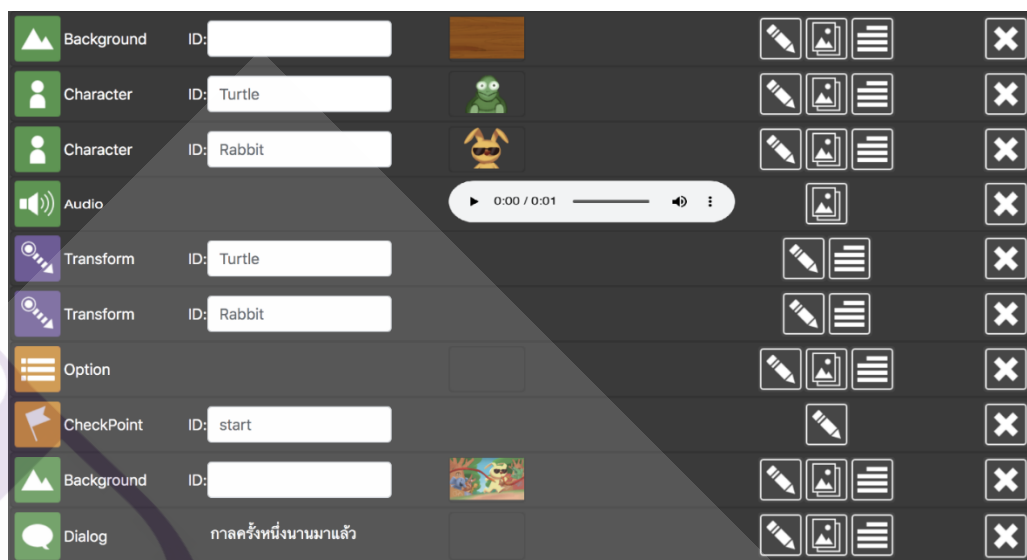 Background ID:
Character ID: Turtle
Character ID: Rabbit
Audio 0:00 / 0:01
Transform ID: Turtle
Transform ID: Rabbit
Option
CheckPoint ID: start
Background ID:
Dialog กาลครั้งหนึ่งนานมาแล้ว